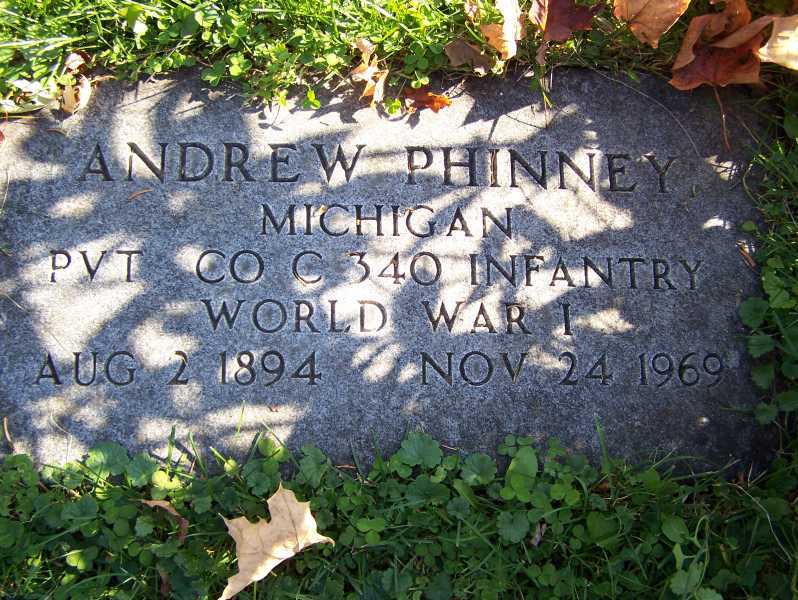 ANDREW PHINNEY
MICHIGAN
PVT CO C 340 INFANTRY
WORLD WAR I
AUG 2 1894 NOV 24 1969